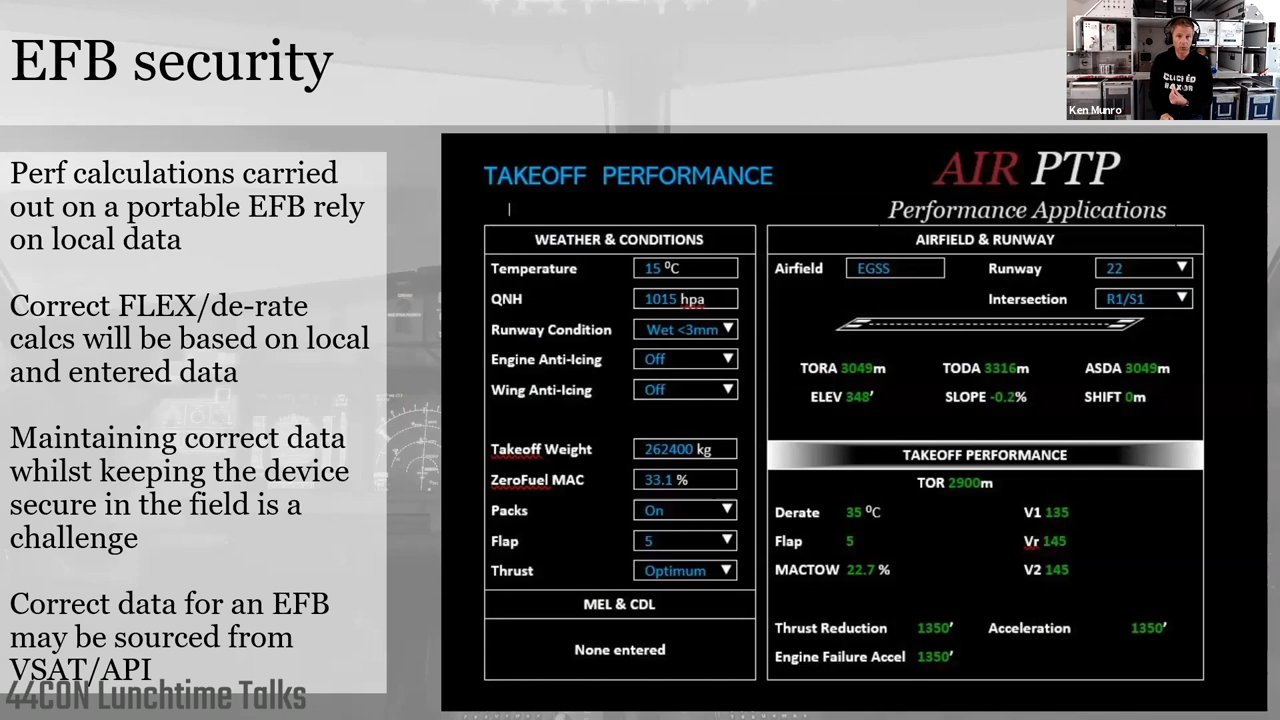 EFB security
Perf calculations carried
out on a portable EFB rely
on local data
Correct FLEX/de-rate
calcs will be based on local
and entered data
Maintaining correct data
whilst keeping the device
secure in the field is a
challenge
Correct data for an EFB
may be sourced from
VSAT/API
44CON Lunchtime Talks
Ken Munro
TAKEOFF PERFORMANCE
AIR PTP
Performance Applications
WEATHER & CONDITIONS
Temperature 15 ⁰C
QNH 1015 hpa
Runway Condition Wet <3mm
Engine Anti-Icing Off
Wing Anti-Icing Off
Takeoff Weight 262400 kg
ZeroFuel MAC 33.1 %
Packs On
Flap 5
Thrust Optimum
MEL & CDL
None entered
AIRFIELD & RUNWAY
Airfield EGSS Runway 22
Intersection R1/S1
TORA 3049m TODA 3316m ASDA 3049m
ELEV 348' SLOPE -0.2% SHIFT 0m
TAKEOFF PERFORMANCE
TOR 2900m
Derate 35 ⁰C V1 135
Flap 5 Vr 145
MACTOW 22.7 % V2 145
Thrust Reduction 1350' Acceleration 1350'
Engine Failure Accel 1350'